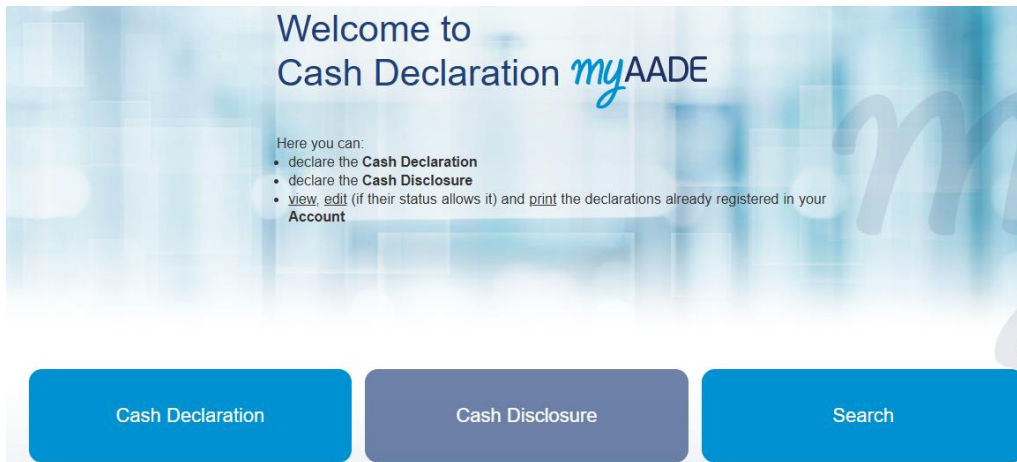 Welcome to
Cash Declaration myAADE
Here you can:
• declare the Cash Declaration
• declare the Cash Disclosure
• view, edit (if their status allows it) and print the declarations already registered in your
Account
Cash Declaration
Cash Disclosure
Search